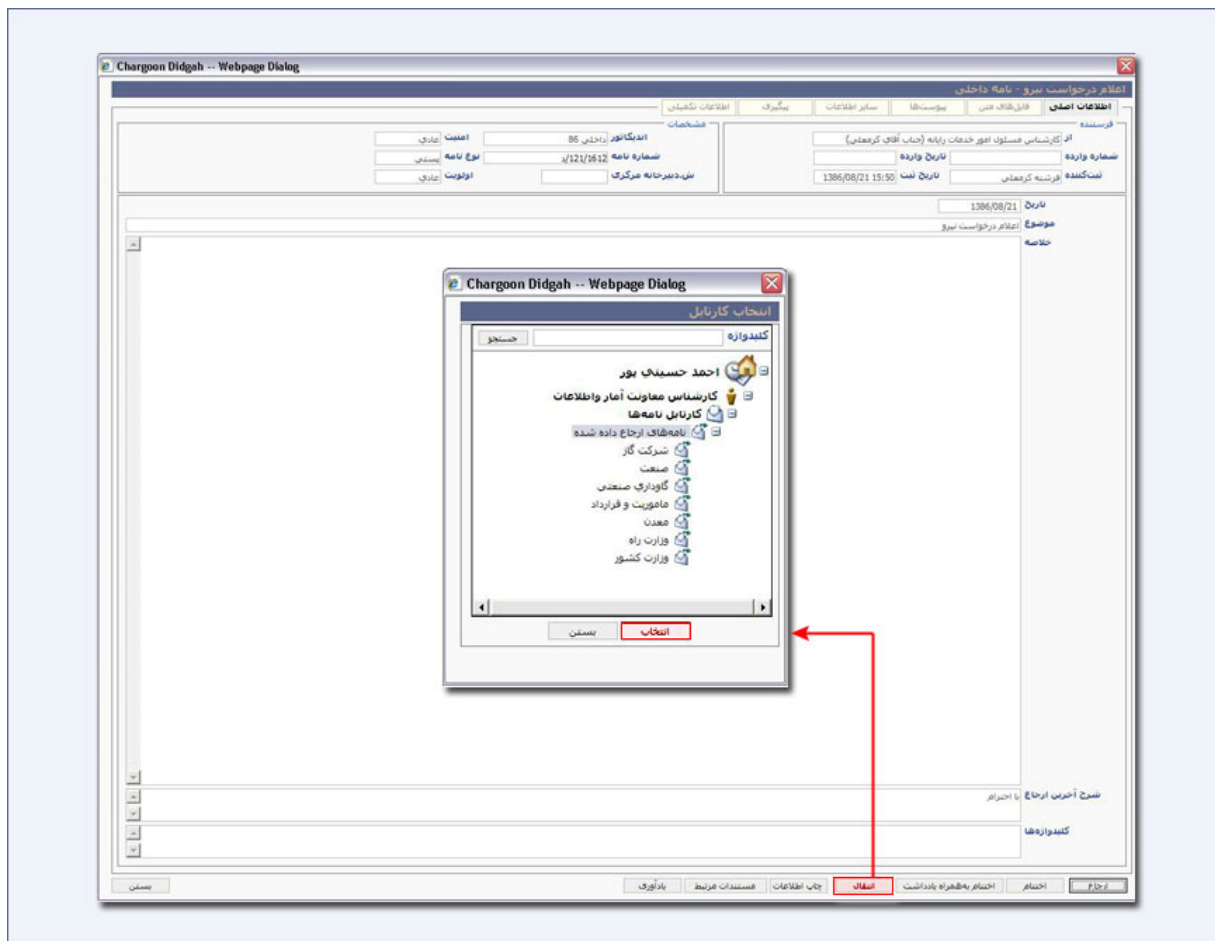 Chargoon Didgah -- Webpage Dialog
اعلام درخواست نیرو - نامه داخلی
اطلاعات اصلی فایل‌های متن پیوست‌ها سایر اطلاعات پیگیری اطلاعات تکمیلی
فرستنده
از کارشناس مسئول امور خدمات رایانه (جناب آقای کرمعلی)
شماره وارده تاریخ وارده
ثبت‌کننده فرشته کرمعلی تاریخ ثبت 1386/08/21 15:50
مشخصات
اندیکاتور داخلی 86 امنیت عادی
شماره نامه 121/1612/د نوع نامه پستی
ش.دبیرخانه مرکزی اولویت عادی
تاریخ 1386/08/21
موضوع اعلام درخواست نیرو
خلاصه
Chargoon Didgah -- Webpage Dialog
انتخاب کارتابل
کلیدواژه جستجو
احمد حسینی پور
کارشناس معاونت آمار واطلاعات
کارتابل نامه‌ها
نامه‌های ارجاع داده شده
شرکت گاز
صنعت
گاوداری صنعتی
ماموریت و قرارداد
معدن
وزارت راه
وزارت کشور
انتخاب بستن
شرح آخرین ارجاع با احترام
کلیدواژه‌ها
ارجاع اختتام اختتام به‌همراه یادداشت انتقال چاپ اطلاعات مستندات مرتبط یادآوری بستن